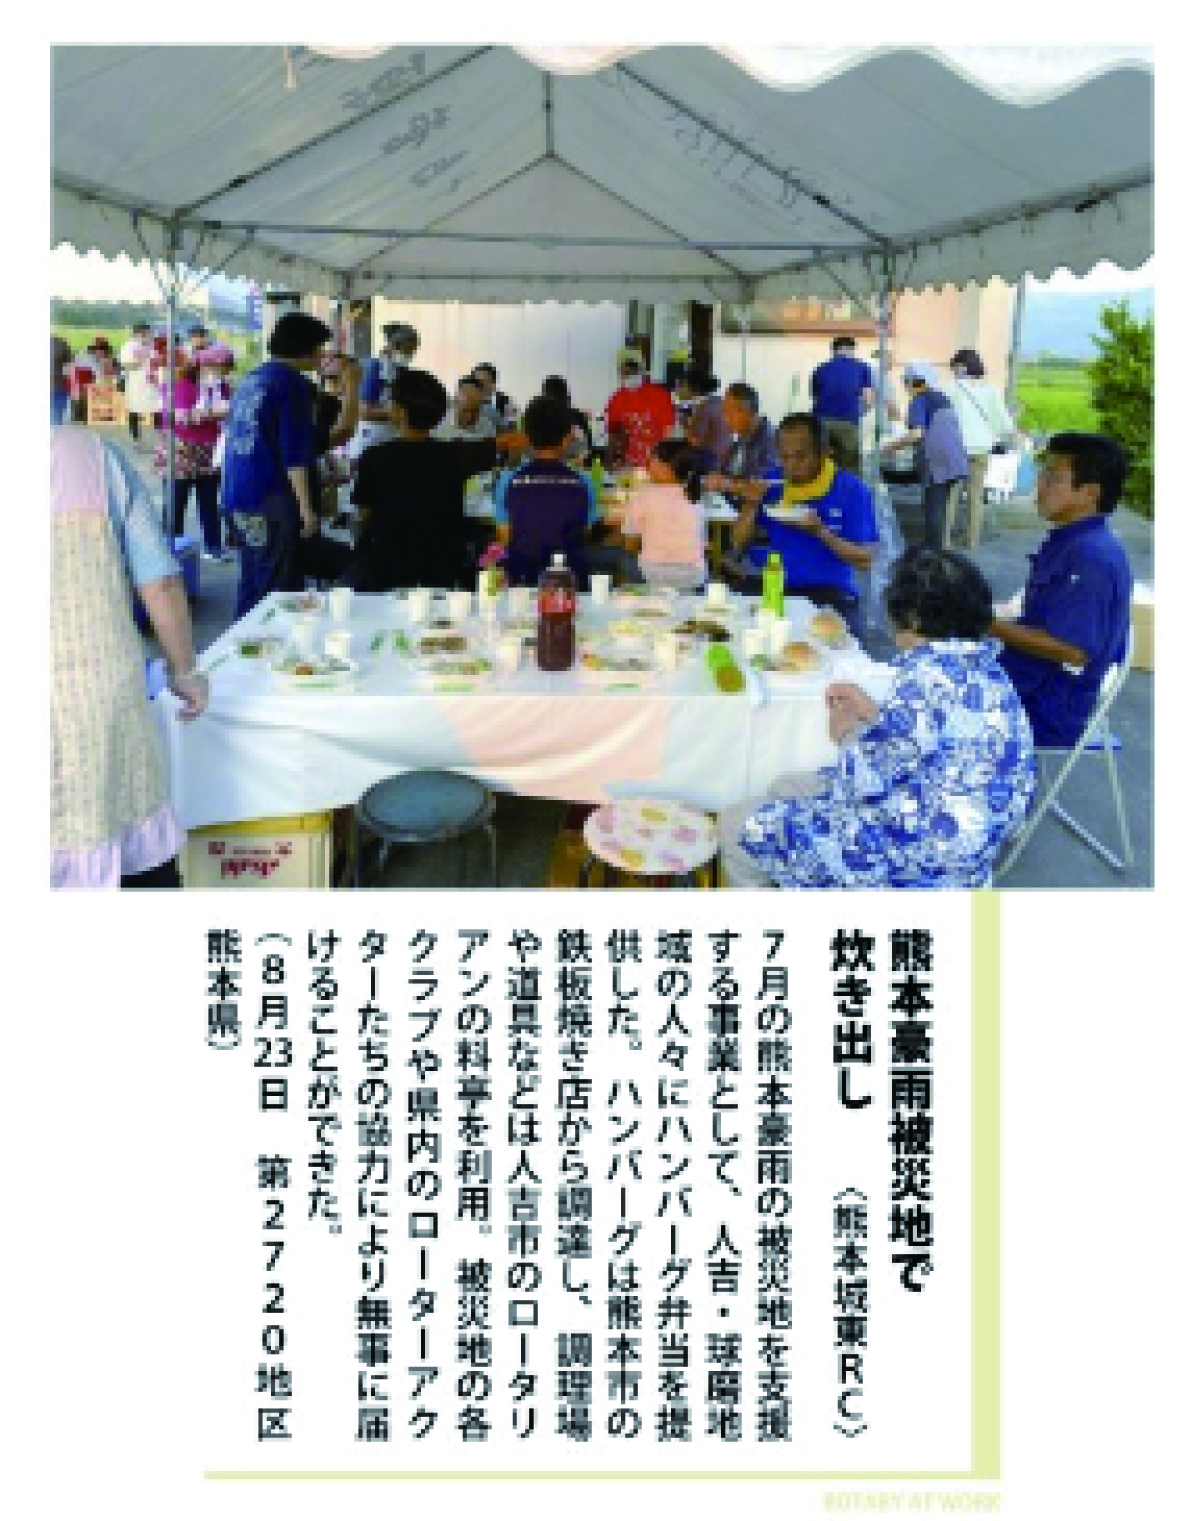 熊本豪雨被災地で
炊き出し 〈熊本城東RC〉
7月の熊本豪雨の被災地を支援
する事業として、人吉・球磨地
域の人々にハンバーグ弁当を提
供した。ハンバーグは熊本市の
鉄板焼き店から調達し、調理場
や道具などは人吉市のロータリ
アンの料亭を利用。被災地の各
クラブや県内のローターアク
ターたちの協力により無事に届
けることができた。
(8月23日 第2720地区
熊本県)
ROTARY AT WORK